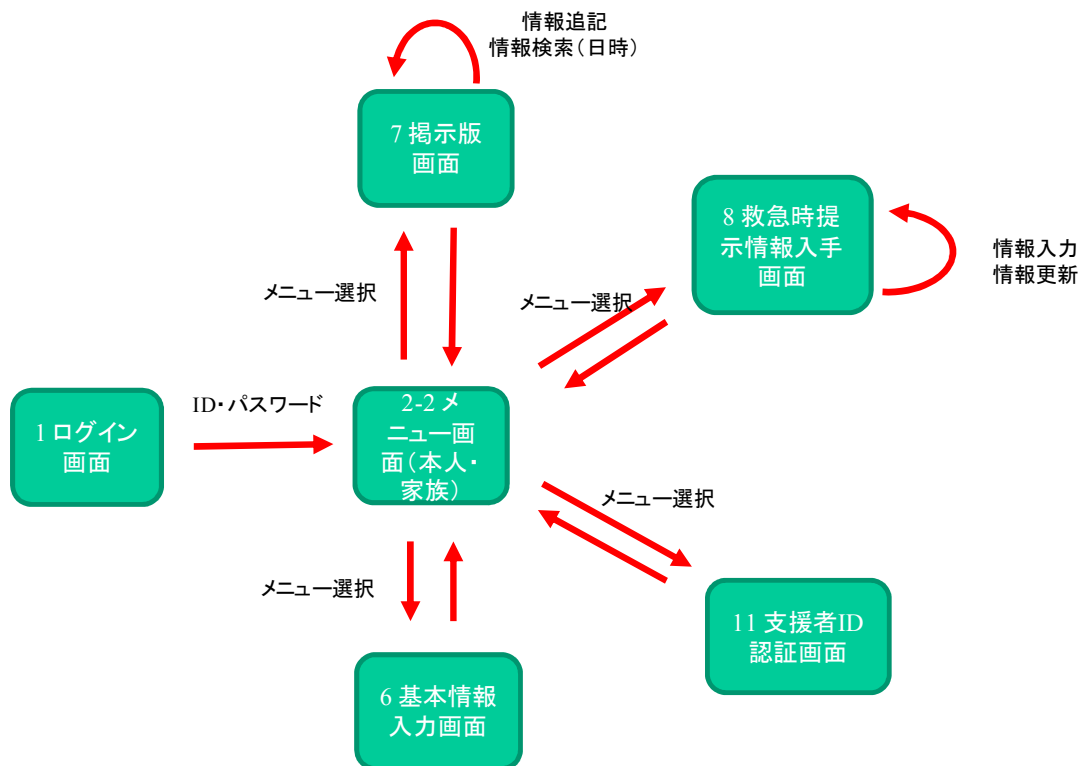 情報追記
情報検索（日時）
7 掲示版
画面
8 救急時提
示情報入手
画面
情報入力
情報更新
メニュー選択
メニュー選択
ID・パスワード
1 ログイン
画面
2-2 メ
ニュー画
面（本人・
家族）
メニュー選択
メニュー選択
11 支援者ID
認証画面
6 基本情報
入力画面